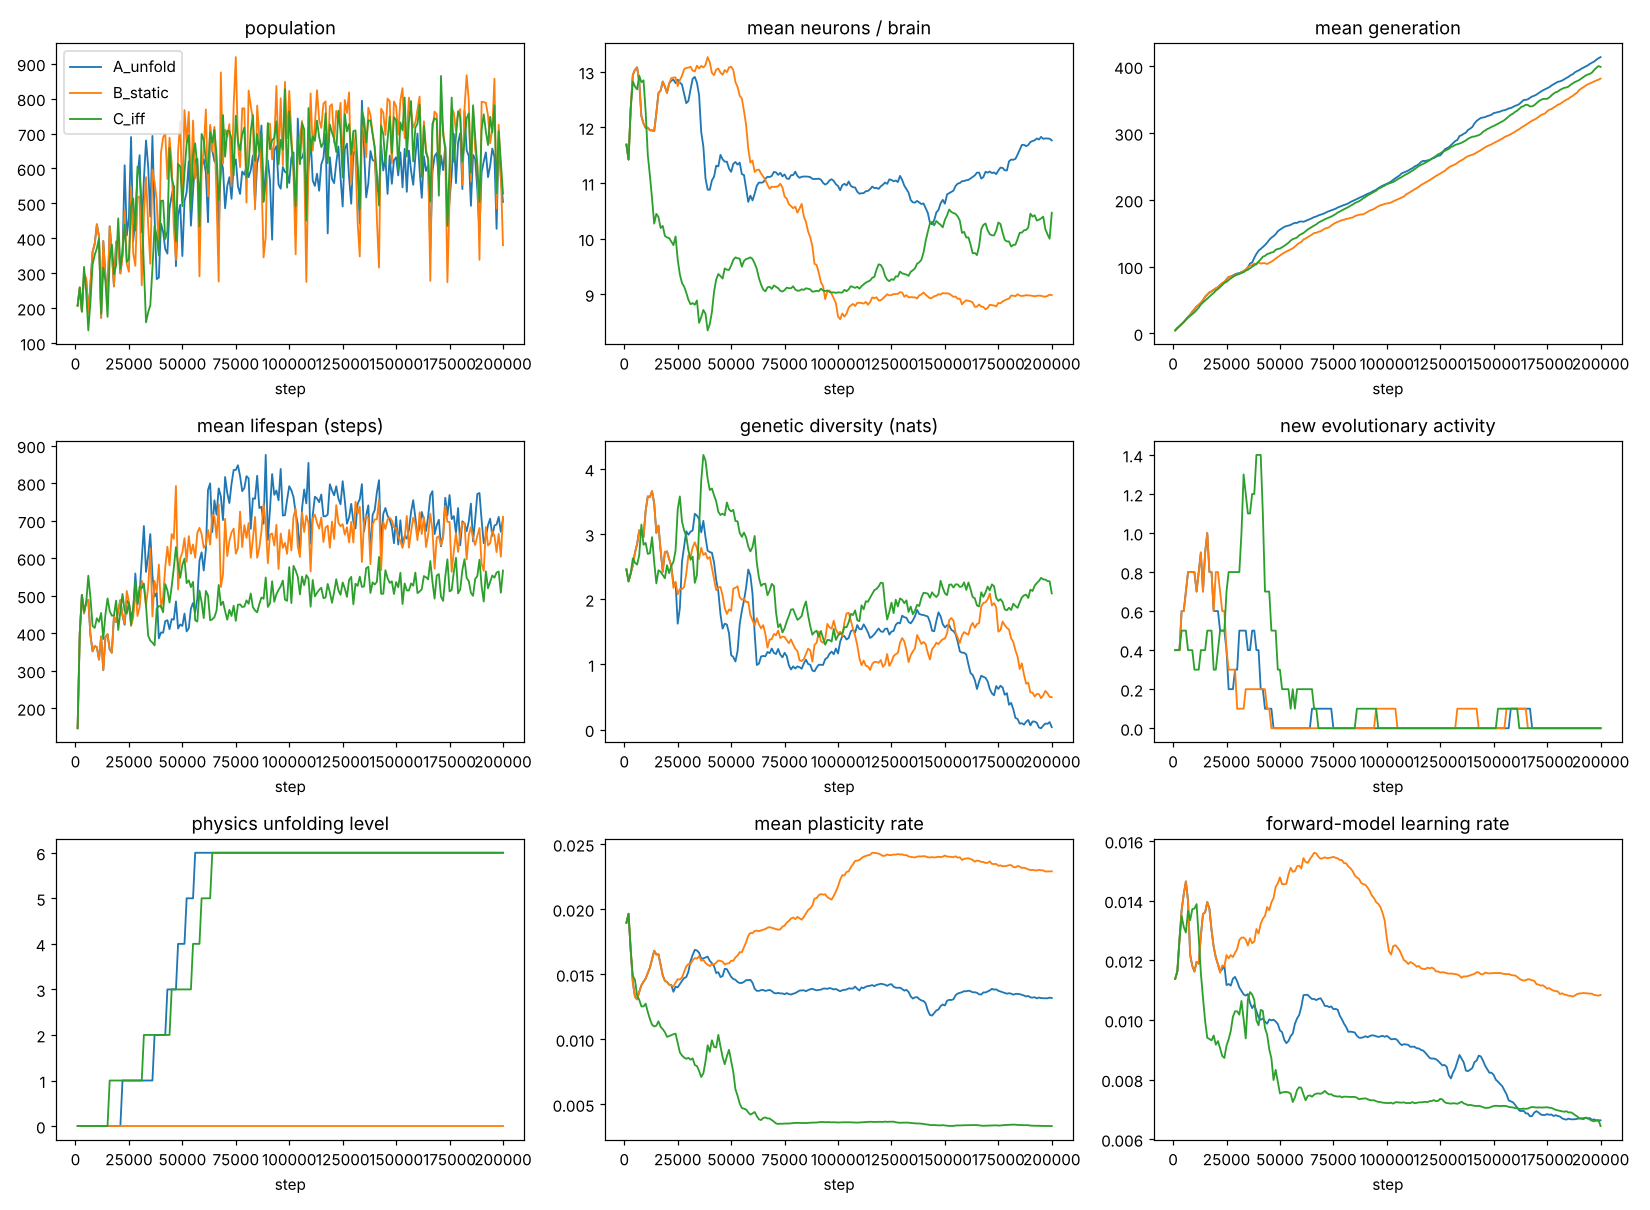 population
900
800
700
600
500
400
300
200
100
A_unfold
B_static
C_iff
0 25000 50000 75000 100000 125000 150000 175000 200000
step
mean neurons / brain
13
12
11
10
9
0 25000 50000 75000 100000 125000 150000 175000 200000
step
mean generation
400
300
200
100
0
0 25000 50000 75000 100000 125000 150000 175000 200000
step
mean lifespan (steps)
900
800
700
600
500
400
300
200
0 25000 50000 75000 100000 125000 150000 175000 200000
step
genetic diversity (nats)
4
3
2
1
0
0 25000 50000 75000 100000 125000 150000 175000 200000
step
new evolutionary activity
1.4
1.2
1.0
0.8
0.6
0.4
0.2
0.0
0 25000 50000 75000 100000 125000 150000 175000 200000
step
physics unfolding level
6
5
4
3
2
1
0
0 25000 50000 75000 100000 125000 150000 175000 200000
step
mean plasticity rate
0.025
0.020
0.015
0.010
0.005
0 25000 50000 75000 100000 125000 150000 175000 200000
step
forward-model learning rate
0.016
0.014
0.012
0.010
0.008
0.006
0 25000 50000 75000 100000 125000 150000 175000 200000
step